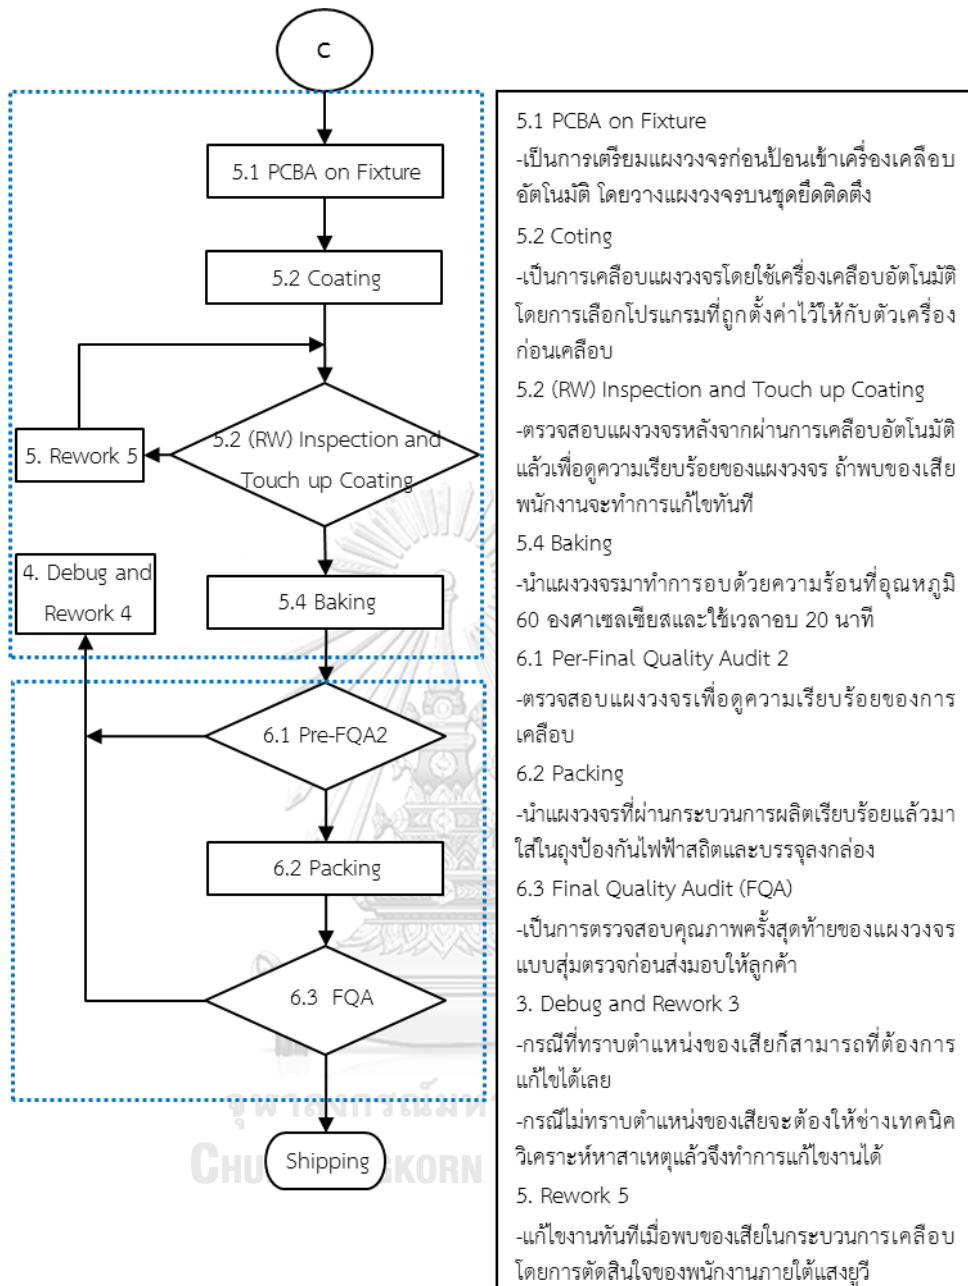 C
5.1 PCBA on Fixture
5.2 Coating
5. Rework 5
5.2 (RW) Inspection and
Touch up Coating
4. Debug and
Rework 4
5.4 Baking
6.1 Pre-FQA2
6.2 Packing
6.3 FQA
Shipping
5.1 PCBA on Fixture
-เป็นการเตรียมแผงวงจรก่อนป้อนเข้าเครื่องเคลือบ
อัตโนมัติ โดยวางแผงวงจรบนชุดยึดติดตึ้ง
5.2 Coting
-เป็นการเคลือบแผงวงจรโดยใช้เครื่องเคลือบอัตโนมัติ
โดยการเลือกโปรแกรมที่ถูกตั้งค่าไว้ให้กับตัวเครื่อง
ก่อนเคลือบ
5.2 (RW) Inspection and Touch up Coating
-ตรวจสอบแผงวงจรหลังจากผ่านการเคลือบอัตโนมัติ
แล้วเพื่อดูความเรียบร้อยของแผงวงจร ถ้าพบของเสีย
พนักงานจะทำการแก้ไขทันที
5.4 Baking
-นำแผงวงจรมาทำการอบด้วยความร้อนที่อุณหภูมิ
60 องศาเซลเซียสและใช้เวลาอบ 20 นาที
6.1 Per-Final Quality Audit 2
-ตรวจสอบแผงวงจรเพื่อดูความเรียบร้อยของการ
เคลือบ
6.2 Packing
-นำแผงวงจรที่ผ่านกระบวนการผลิตเรียบร้อยแล้วมา
ใส่ในถุงป้องกันไฟฟ้าสถิตและบรรจุลงกล่อง
6.3 Final Quality Audit (FQA)
-เป็นการตรวจสอบคุณภาพครั้งสุดท้ายของแผงวงจร
แบบสุ่มตรวจก่อนส่งมอบให้ลูกค้า
3. Debug and Rework 3
-กรณีที่ทราบตำแหน่งของเสียก็สามารถที่ต้องการ
แก้ไขได้เลย
-กรณีไม่ทราบตำแหน่งของเสียจะต้องให้ช่างเทคนิค
วิเคราะห์หาสาเหตุแล้วจึงทำการแก้ไขงานได้
5. Rework 5
-แก้ไขงานทันทีเมื่อพบของเสียในกระบวนการเคลือบ
โดยการตัดสินใจของพนักงานภายใต้แสงยูวี